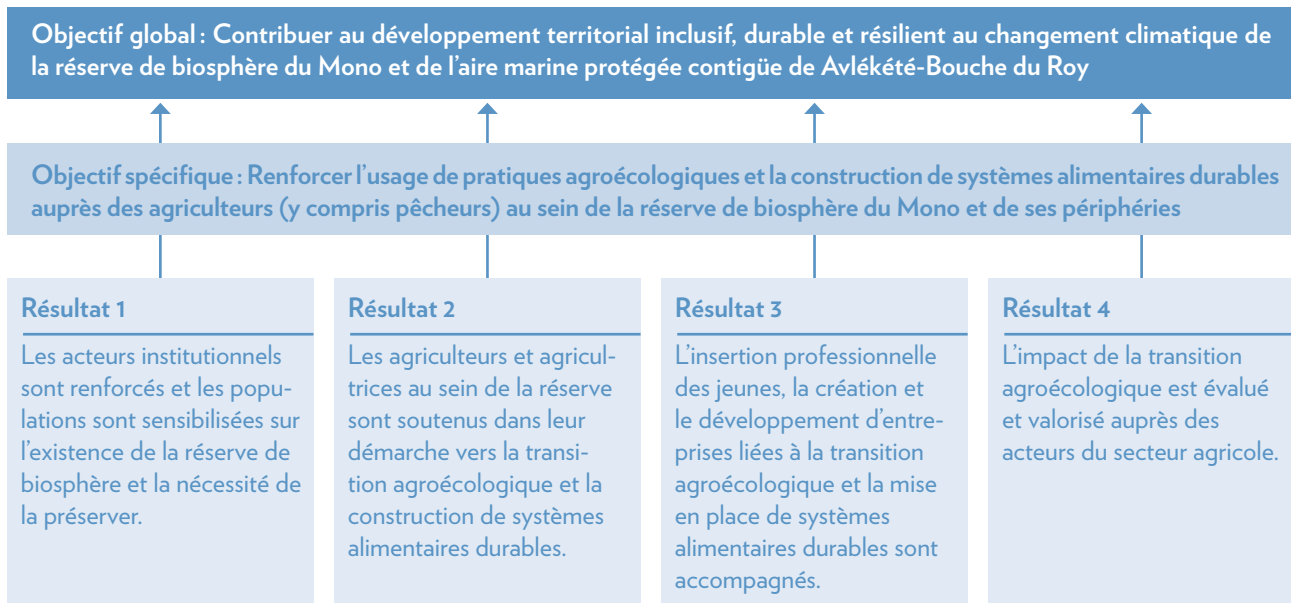 Objectif global : Contribuer au développement territorial inclusif, durable et résilient au changement climatique de
la réserve de biosphère du Mono et de l'aire marine protégée contigüe de Avlékété-Bouche du Roy
Objectif spécifique : Renforcer l'usage de pratiques agroécologiques et la construction de systèmes alimentaires durables
auprès des agriculteurs (y compris pêcheurs) au sein de la réserve de biosphère du Mono et de ses périphéries
Résultat 1
Les acteurs institutionnels
sont renforcés et les popu-
lations sont sensibilisées sur
l'existence de la réserve de
biosphère et la nécessité de
la préserver.
Résultat 2
Les agriculteurs et agricul-
trices au sein de la réserve
sont soutenus dans leur
démarche vers la transi-
tion agroécologique et la
construction de systèmes
alimentaires durables.
Résultat 3
L'insertion professionnelle
des jeunes, la création et
le développement d'entre-
prises liées à la transition
agroécologique et la mise
en place de systèmes
alimentaires durables sont
accompagnés.
Résultat 4
L'impact de la transition
agroécologique est évalué
et valorisé auprès des
acteurs du secteur agricole.